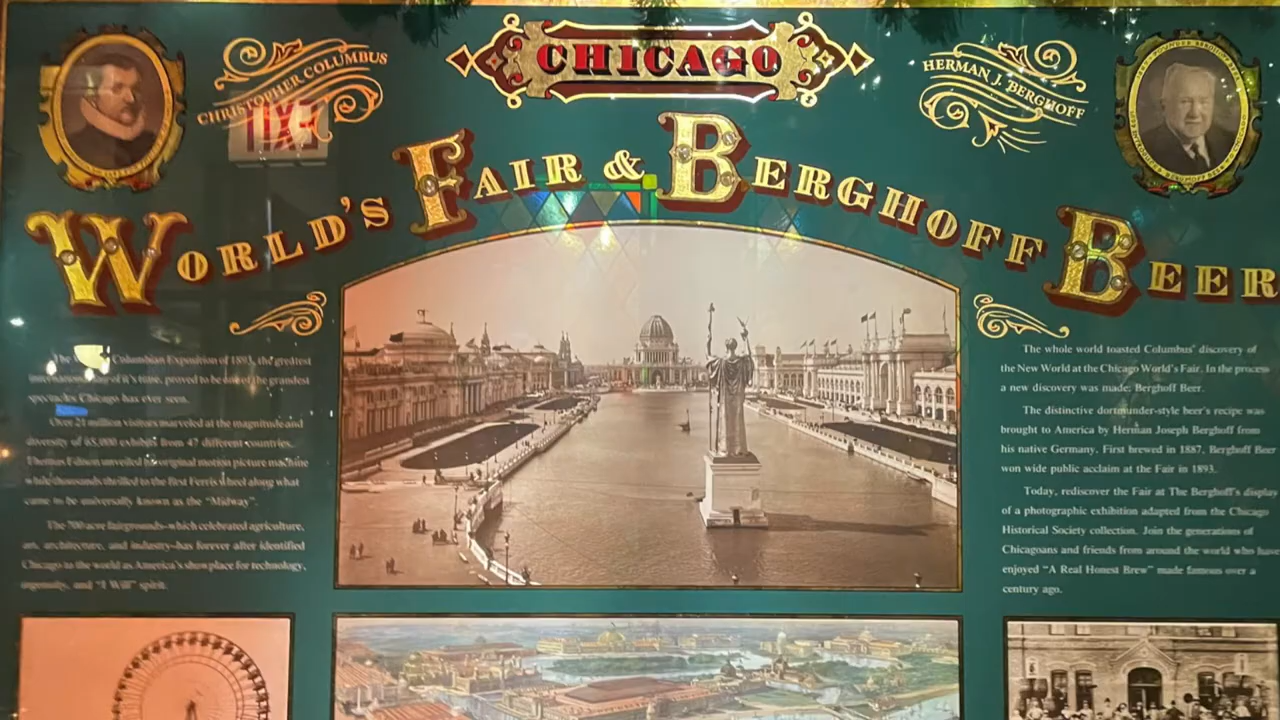 CHICAGO
CHRISTOPHER COLUMBUS
HERMAN J. BERGHOFF
EXIT
WORLD'S FAIR & BERGHOFF BEER
The Columbian Exposition of 1893, the greatest
of it's time, proved to be one of the grandest
spectacles Chicago has ever seen.
Over 21 million visitors marveled at the magnitude and
diversity of 65,000 exhibits from 47 different countries.
Thomas Edison unveiled his original motion picture machine
while thousands thrilled to the first Ferris wheel along what
came to be universally known as the "Midway".
The 700 acre fairgrounds–which celebrated agriculture,
art, architecture, and industry–has forever after identified
Chicago to the world as America's showplace for technology,
ingenuity, and "I Will" spirit.
The whole world toasted Columbus' discovery of
the New World at the Chicago World's Fair. In the process
a new discovery was made: Berghoff Beer.
The distinctive dortmunder-style beer's recipe was
brought to America by Herman Joseph Berghoff from
his native Germany. First brewed in 1887, Berghoff Beer
won wide public acclaim at the Fair in 1893.
Today, rediscover the Fair at The Berghoff's display
of a photographic exhibition adapted from the Chicago
Historical Society collection. Join the generations of
Chicagoans and friends from around the world who have
enjoyed "A Real Honest Brew" made famous over a
century ago.